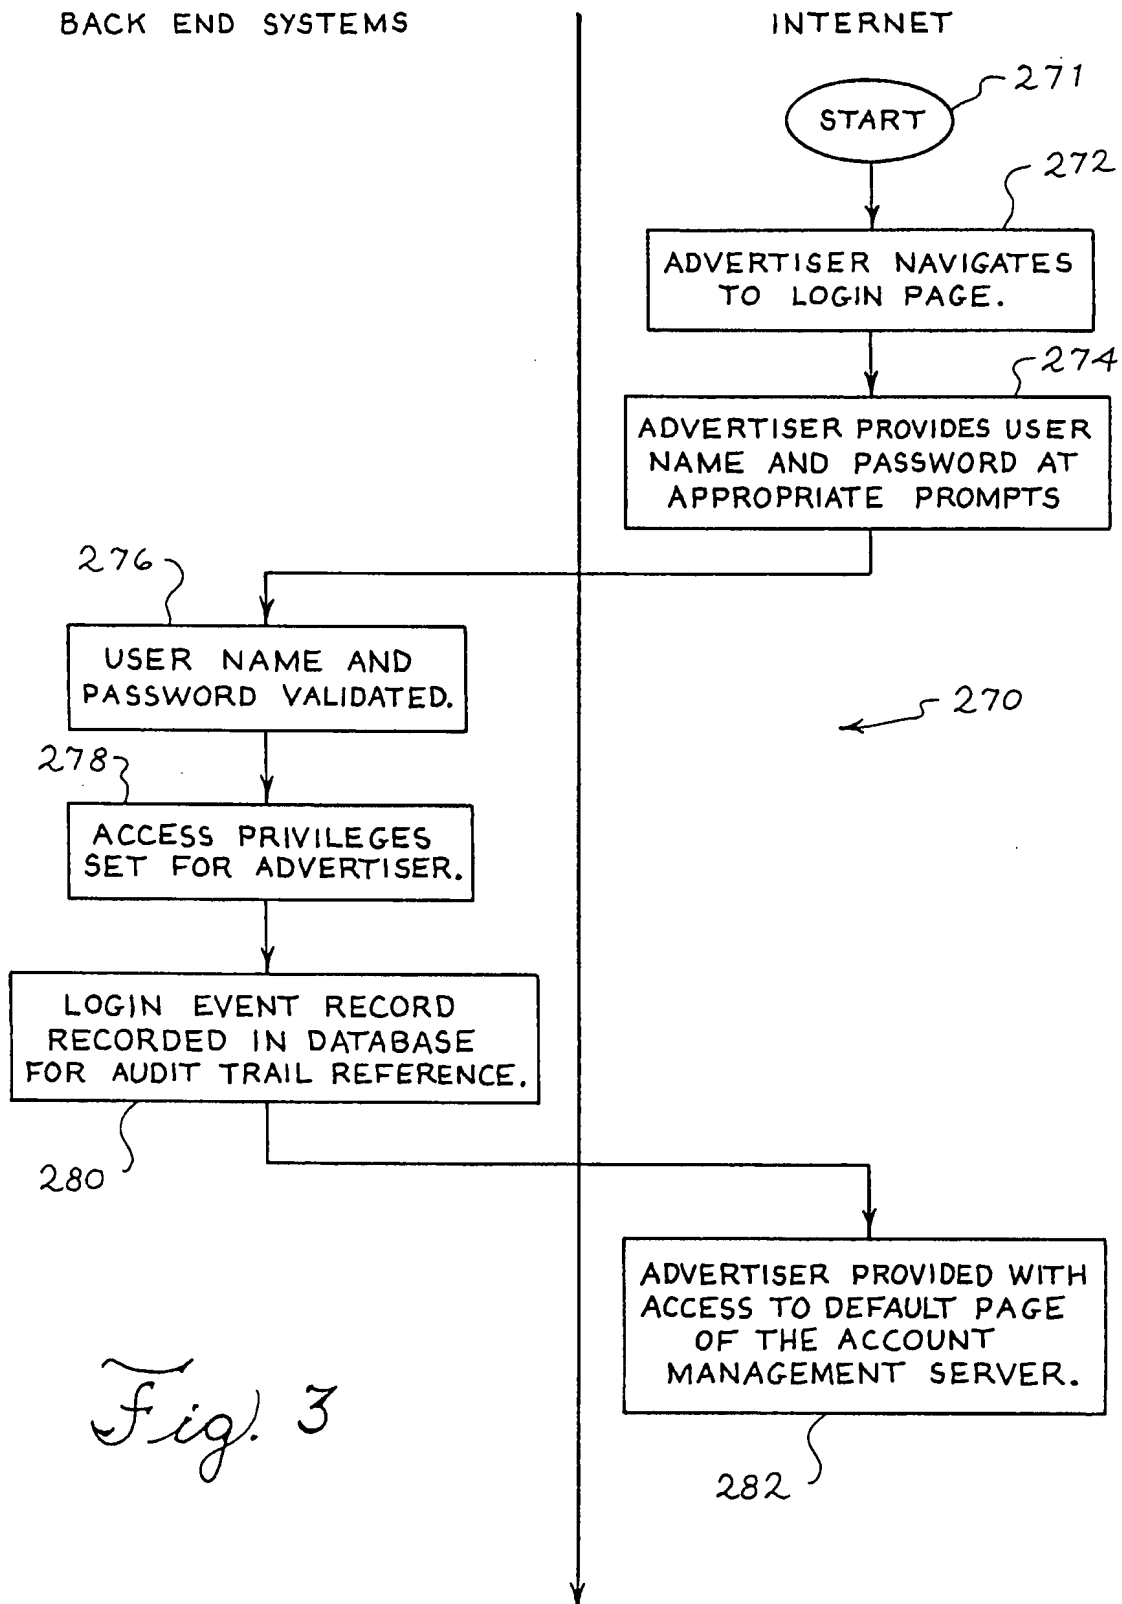 BACK END SYSTEMS
INTERNET
271
START
272
ADVERTISER NAVIGATES
TO LOGIN PAGE.
274
ADVERTISER PROVIDES USER
NAME AND PASSWORD AT
APPROPRIATE PROMPTS
276
USER NAME AND
PASSWORD VALIDATED.
270
278
ACCESS PRIVILEGES
SET FOR ADVERTISER.
LOGIN EVENT RECORD
RECORDED IN DATABASE
FOR AUDIT TRAIL REFERENCE.
280
ADVERTISER PROVIDED WITH
ACCESS TO DEFAULT PAGE
OF THE ACCOUNT
MANAGEMENT SERVER.
282
Fig. 3